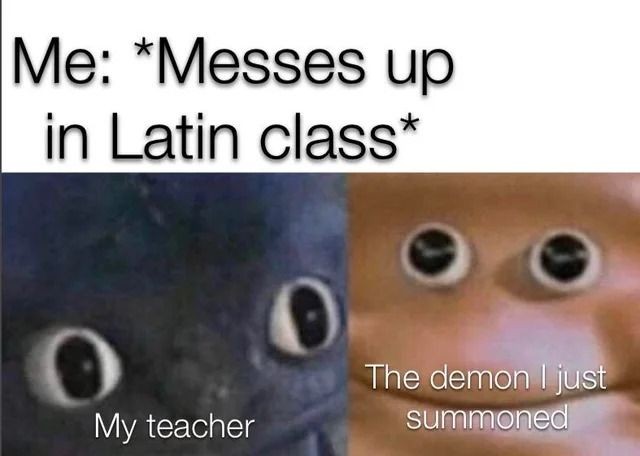 Me: *Messes up
in Latin class*
My teacher
The demon I just
summoned